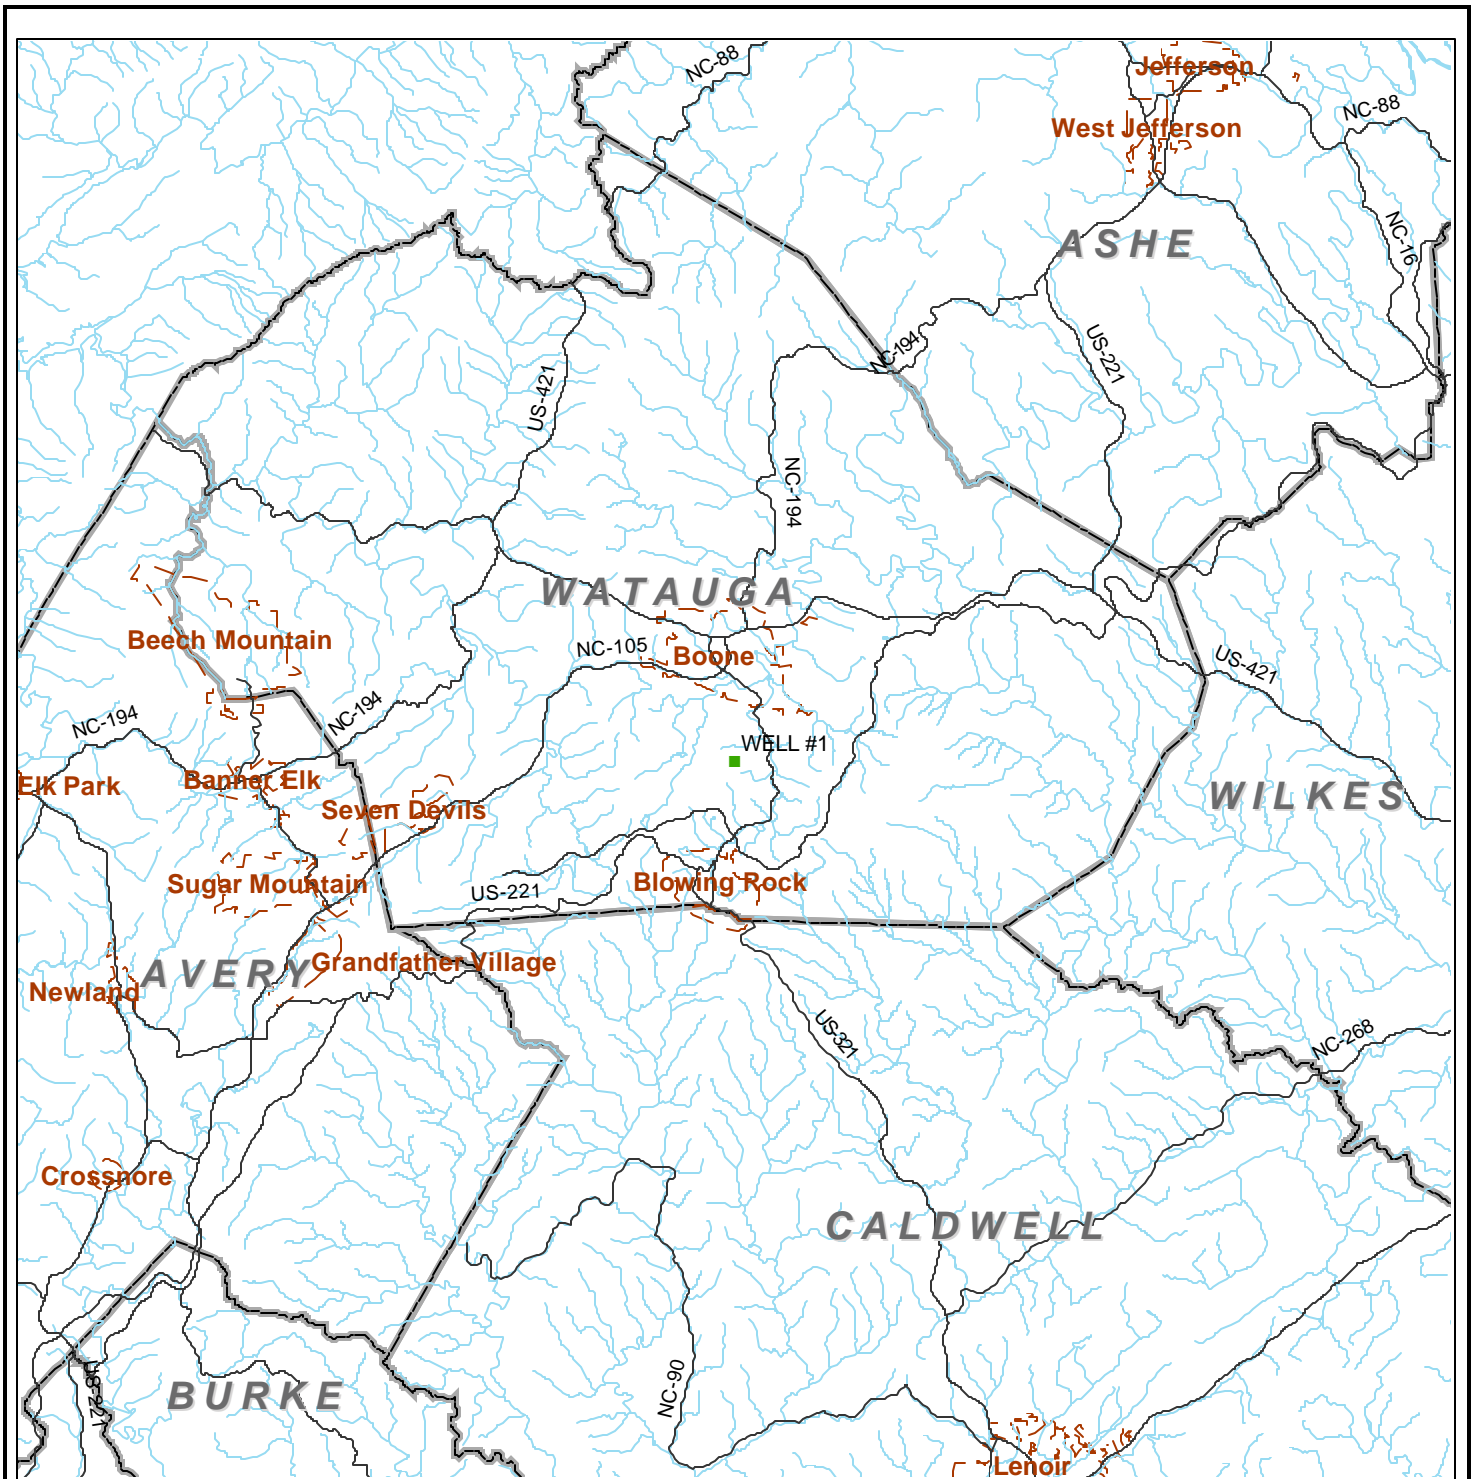 NC-88
Jefferson
NC-88
West Jefferson
NC-16
ASHE
NC-194
US-221
US-421
NC-194
WATAUGA
Beech Mountain
NC-105
Boone
US-421
NC-194
NC-194
WELL #1
Elk Park
Banner Elk
Seven Devils
WILKES
Sugar Mountain
US-221
Blowing Rock
AVERY
Grandfather Village
Newland
US-321
NC-268
Crossnore
CALDWELL
NC-90
US-221
BURKE
Lenoir